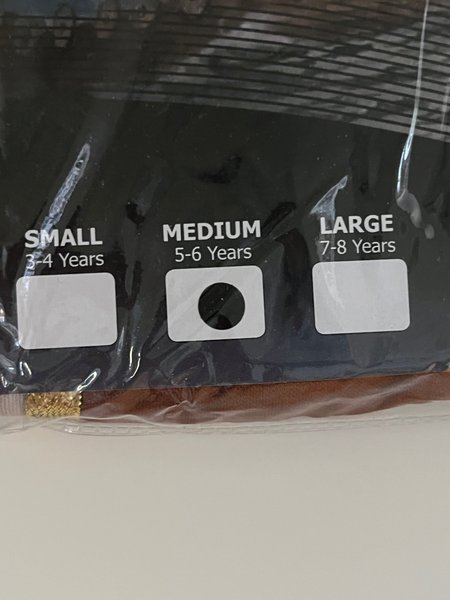 SMALL
3-4 Years
MEDIUM
5-6 Years
LARGE
7-8 Years